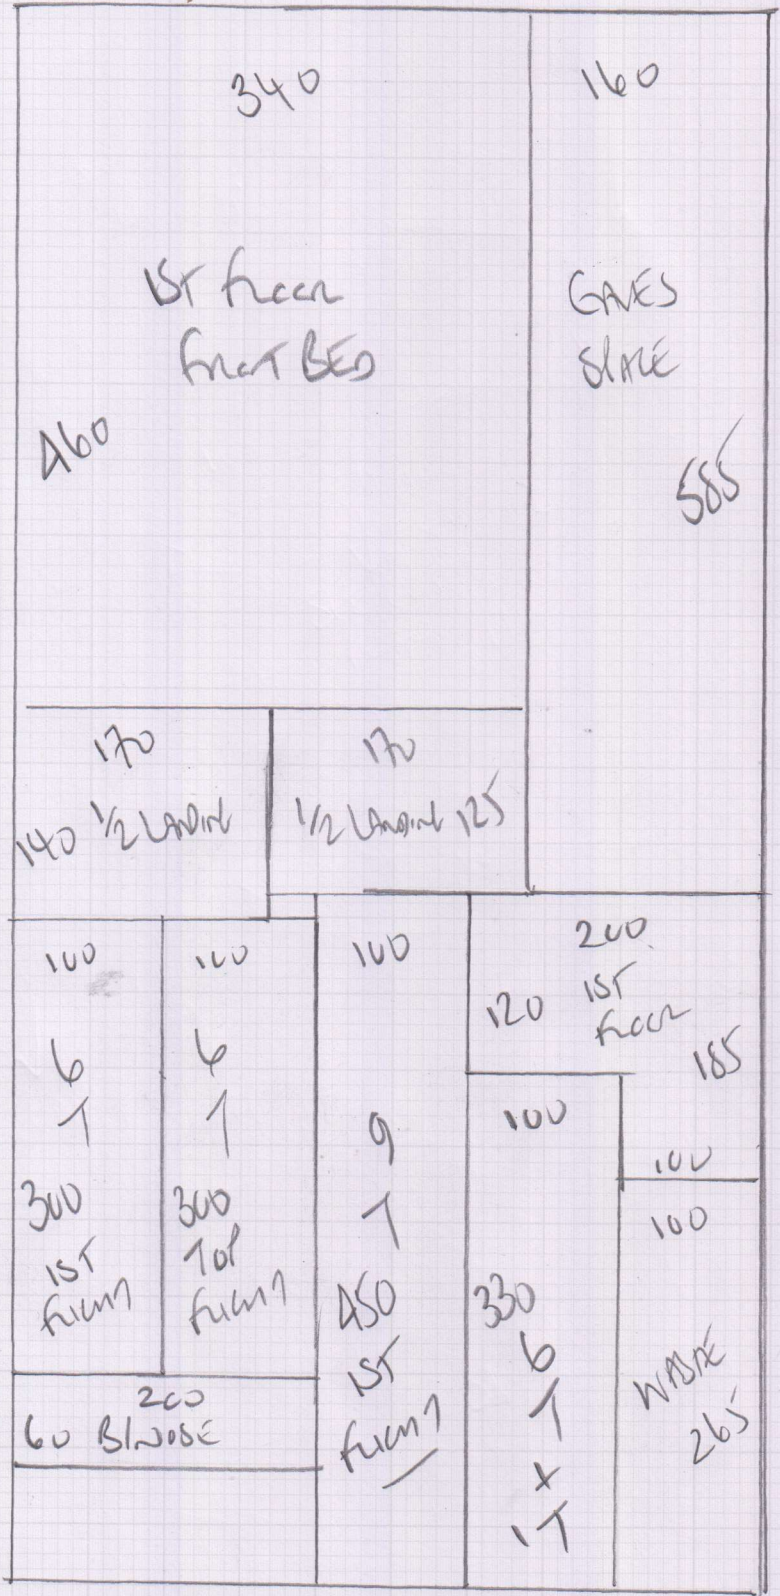 340
160
1ST FLOOR
FRONT BED
EAVES
SPACE
460
585
170
140 1/2 LANDING
170
1/2 LANDING 125
100
6
T
300
1ST
FLIGHT
100
6
T
300
TOP
FLIGHT
100
9
T
450
1ST
FLIGHT
200
120 1ST
FLOOR
185
100
100
330
6
T
+
1T
100
WASTE
265
200
60 B/NOSE